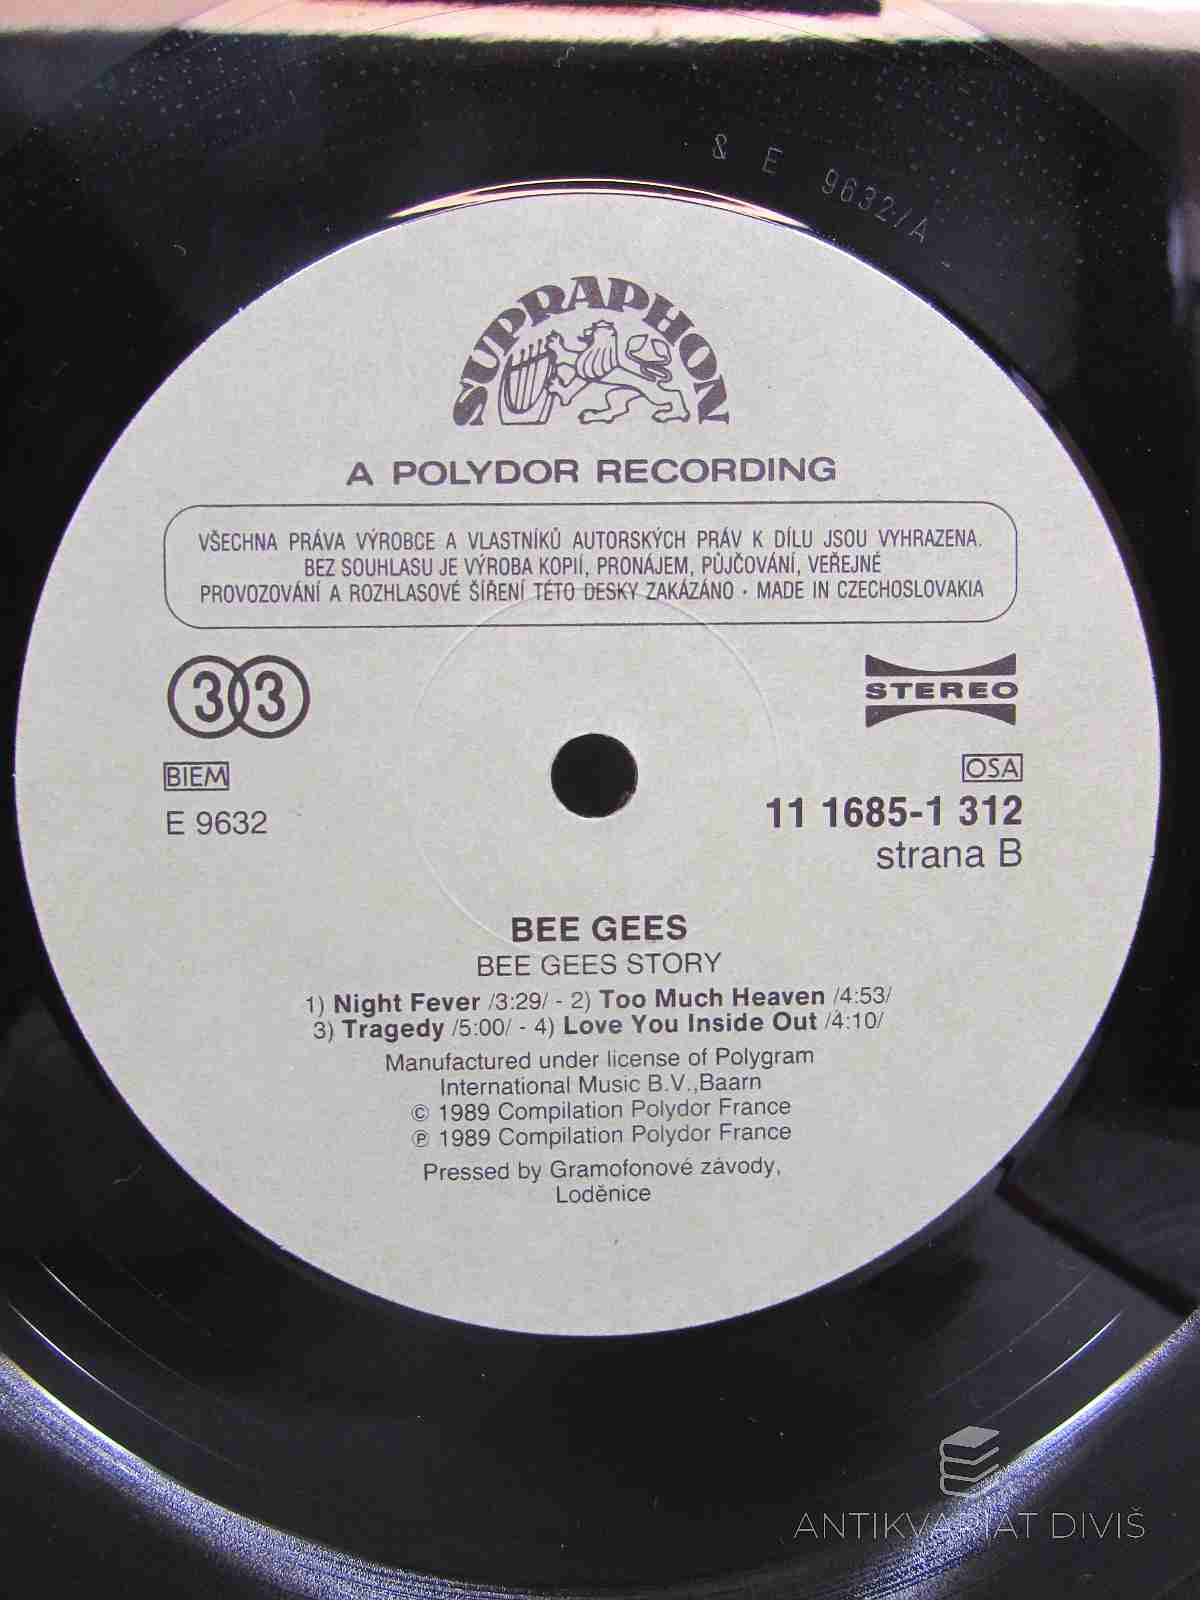 & E 9632/A
SUPRAPHON
A POLYDOR RECORDING
VŠECHNA PRÁVA VÝROBCE A VLASTNÍKŮ AUTORSKÝCH PRÁV K DÍLU JSOU VYHRAZENA.
BEZ SOUHLASU JE VÝROBA KOPIÍ, PRONÁJEM, PŮJČOVÁNÍ, VEŘEJNÉ
PROVOZOVÁNÍ A ROZHLASOVÉ ŠÍŘENÍ TÉTO DESKY ZAKÁZÁNO · MADE IN CZECHOSLOVAKIA
33
STEREO
BIEM
OSA
E 9632
11 1685-1 312
strana B
BEE GEES
BEE GEES STORY
1) Night Fever /3:29/ - 2) Too Much Heaven /4:53/
3) Tragedy /5:00/ - 4) Love You Inside Out /4:10/
Manufactured under license of Polygram
International Music B.V.,Baarn
© 1989 Compilation Polydor France
℗ 1989 Compilation Polydor France
Pressed by Gramofonové závody,
Loděnice
ANTIKVARIAT DIVIŠ